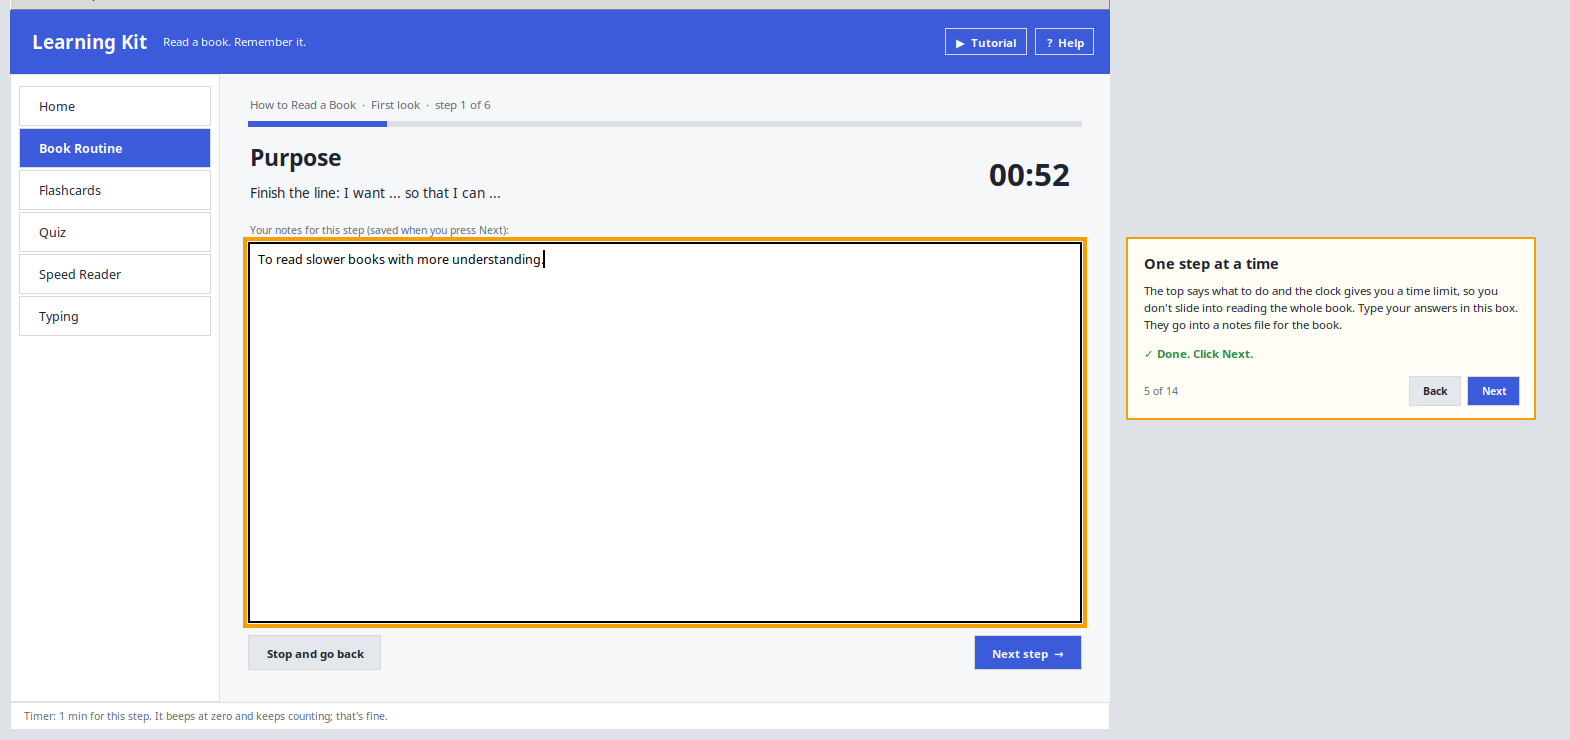 Learning Kit
Read a book. Remember it.
▶ Tutorial
? Help
Home
Book Routine
Flashcards
Quiz
Speed Reader
Typing
How to Read a Book · First look · step 1 of 6
Purpose
00:52
Finish the line: I want ... so that I can ...
Your notes for this step (saved when you press Next):
To read slower books with more understanding.
Stop and go back
Next step →
Timer: 1 min for this step. It beeps at zero and keeps counting; that's fine.
One step at a time
The top says what to do and the clock gives you a time limit, so you
don't slide into reading the whole book. Type your answers in this box.
They go into a notes file for the book.
✓ Done. Click Next.
5 of 14
Back
Next